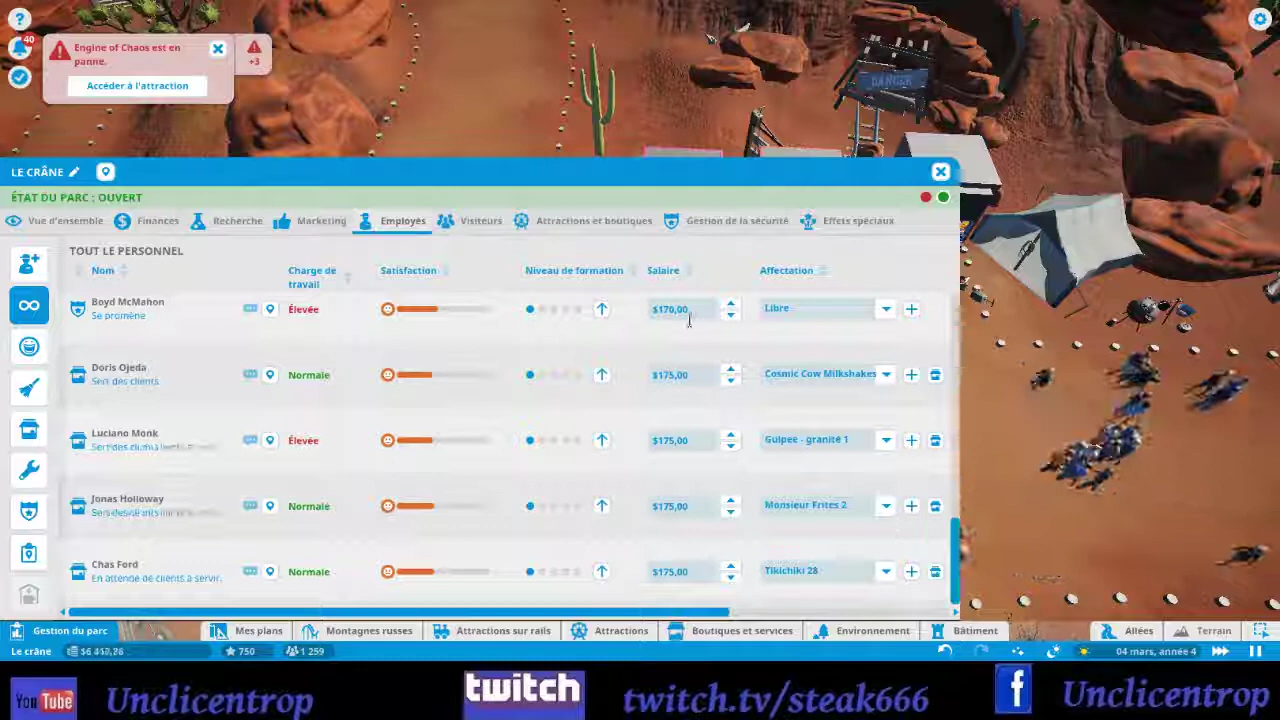 40
Engine of Chaos est en
panne.
+3
Accéder à l'attraction
DANGER
LE CRÂNE
ÉTAT DU PARC : OUVERT
Vue d'ensemble Finances Recherche Marketing Employés Visiteurs Attractions et boutiques Gestion de la sécurité Effets spéciaux
TOUT LE PERSONNEL
Nom Charge de travail Satisfaction Niveau de formation Salaire Affectation
Boyd McMahon
Se promène
Élevée $170,00 Libre
Doris Ojeda
Sert des clients
Normale $175,00 Cosmic Cow Milkshakes
Luciano Monk
Élevée $175,00 Gulpee - granité 1
Jonas Holloway
Normale $175,00 Monsieur Frites 2
Chas Ford
En attende de clients à servir.
Normale $175,00 Tikichiki 28
Gestion du parc Mes plans Montagnes russes Attractions sur rails Attractions Boutiques et services Environnement Bâtiment Allées Terrain
Le crâne 750 1 259 04 mars, année 4
YouTube Unclicentrop twitch twitch.tv/steak666 f Unclicentrop